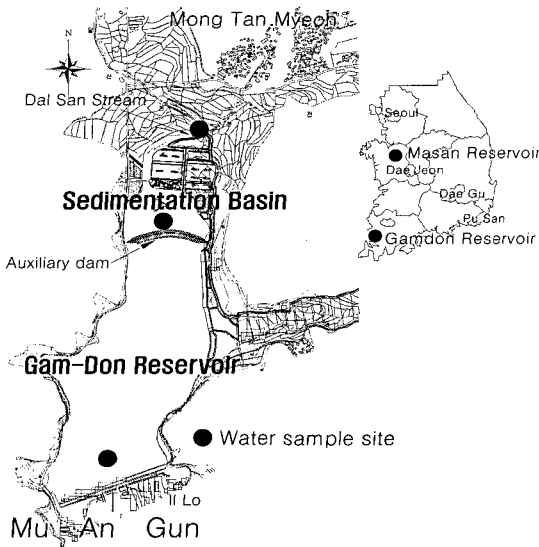 Mong Tan Myeon
N
Dal San Stream
Sedimentation Basin
Auxiliary dam
Gam-Don Reservoir
Water sample site
Il Lo
Mu-An Gun
Seoul
Masan Reservoir
Dae Jeon
Dae Gu
Pu San
Gamdon Reservoir